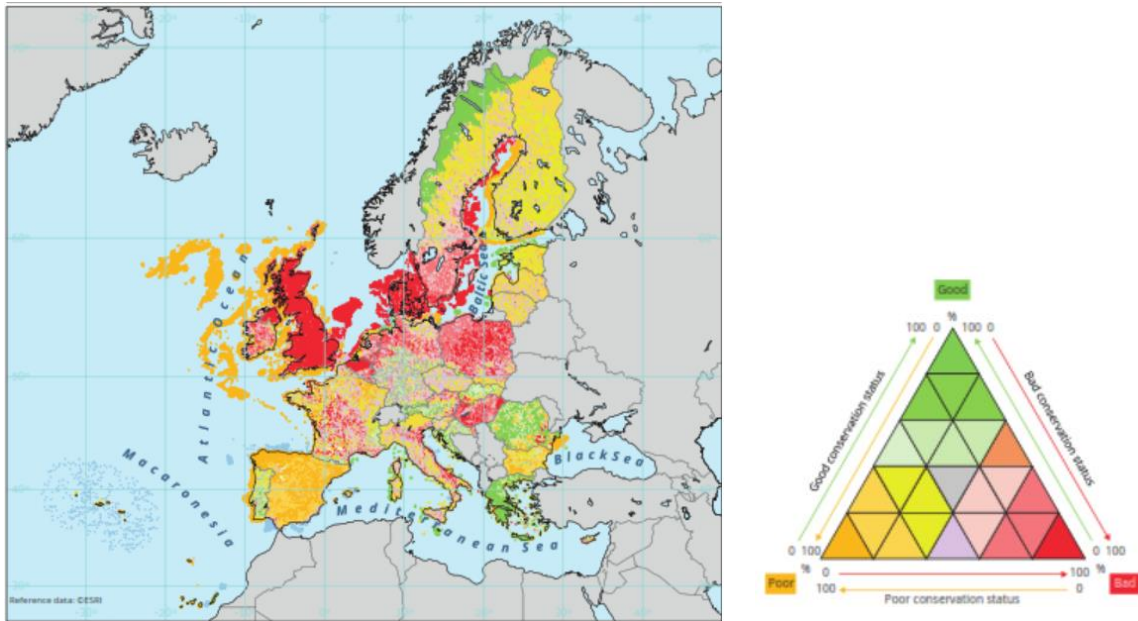 Atlantic Ocean
Macaronesia
Baltic Sea
Black Sea
Mediterranean Sea
Reference data: ©ESRI
Good
%
100 0
100 0
Good conservation status
Bad conservation status
0 100
0 100
%
%
Poor
0
100
Bad
100
0
Poor conservation status